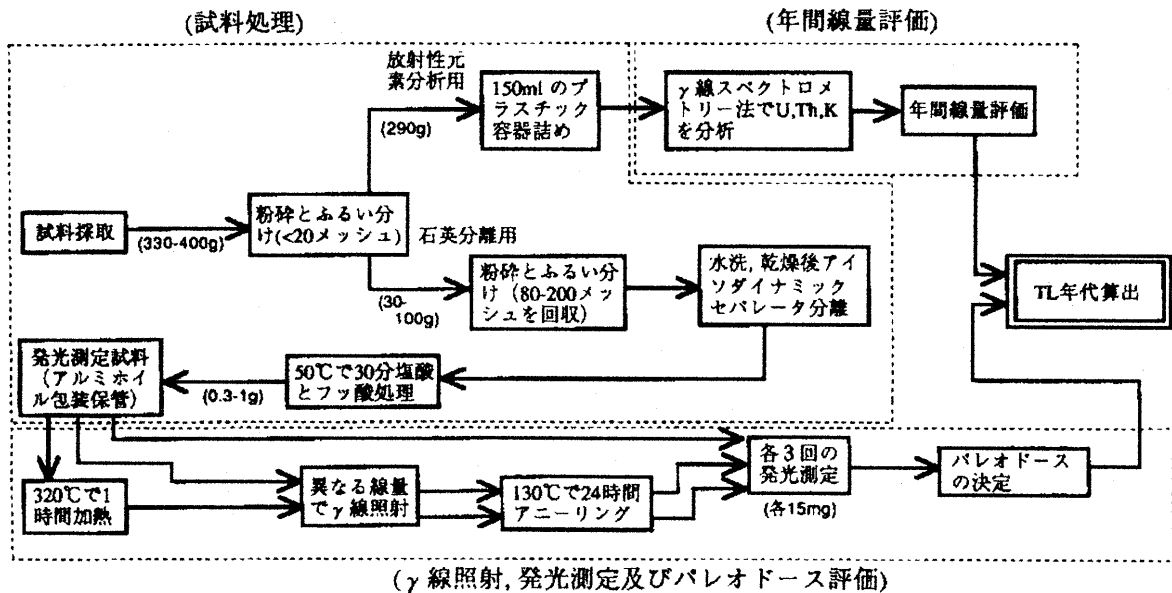 (試料処理)
(年間線量評価)
放射性元
素分析用
(290g)
150mlのプ
ラスチック
容器詰め
γ線スペクトロメ
トリー法でU,Th,K
を分析
年間線量評価
試料採取
(330-400g)
粉砕とふるい分
け(<20メッシュ)
石英分離用
(30-
100g)
粉砕とふるい分
け(80-200メッ
シュを回収)
水洗,乾燥後アイ
ソダイナミック
セパレータ分離
TL年代算出
発光測定試料
(アルミホイ
ル包装保管)
(0.3-1g)
50℃で30分塩酸
とフッ酸処理
320℃で1
時間加熱
異なる線量
でγ線照射
130℃で24時間
アニーリング
各3回の
発光測定
(各15mg)
パレオドース
の決定
(γ線照射,発光測定及びパレオドース評価)